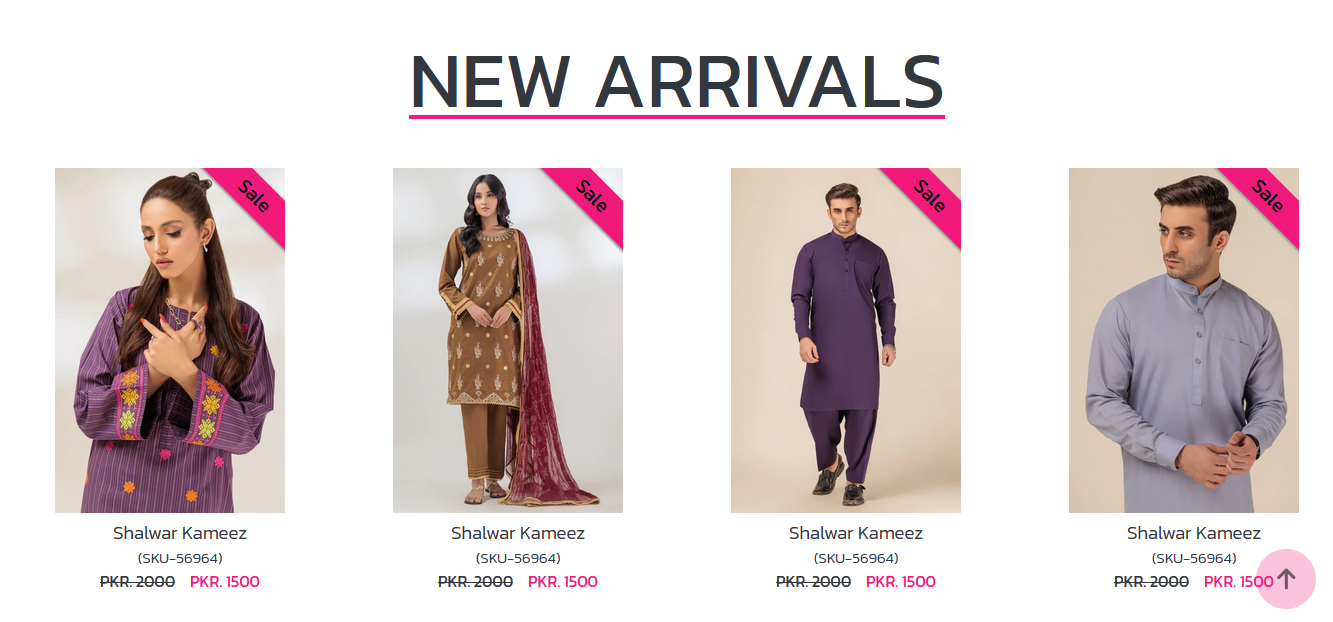 NEW ARRIVALS
Sale
Sale
Sale
Sale
Shalwar Kameez
(SKU-56964)
PKR. 2000 PKR. 1500
Shalwar Kameez
(SKU-56964)
PKR. 2000 PKR. 1500
Shalwar Kameez
(SKU-56964)
PKR. 2000 PKR. 1500
Shalwar Kameez
(SKU-56964)
PKR. 2000 PKR. 1500